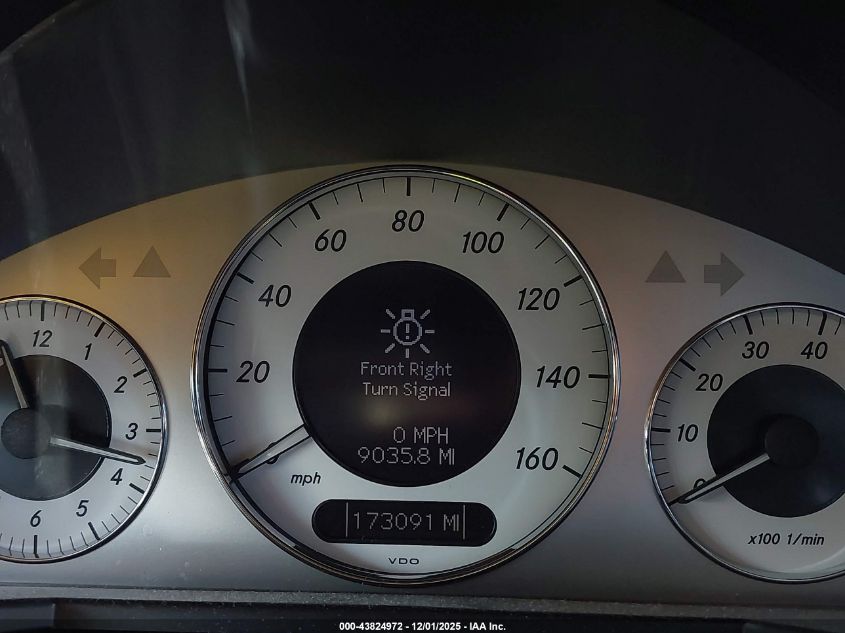 80
60 100
40 120
20 140
0 160
mph
Front Right
Turn Signal
0 MPH
9035.8 MI
173091 MI
VDO
12
1
2
3
4
5
6
10
20
30
40
0
x100 1/min
000-43824972 - 12/01/2025 - IAA Inc.